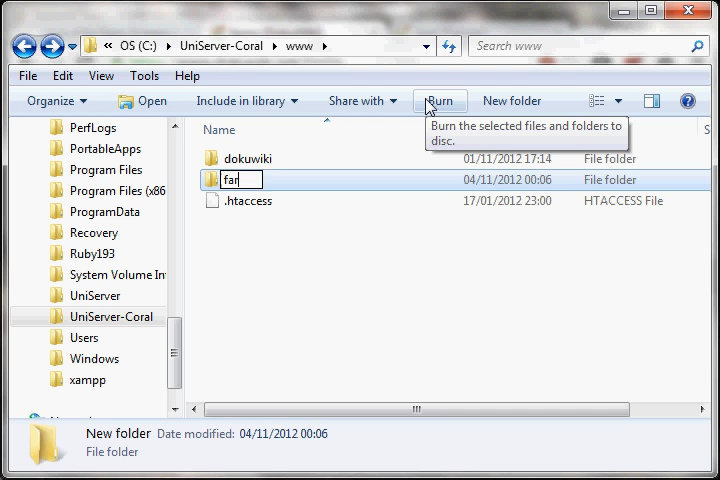 « OS (C:) ▸ UniServer-Coral ▸ www ▸
Search www
File Edit View Tools Help
Organize Open Include in library Share with Burn New folder
Burn the selected files and folders to
disc.
PerfLogs
PortableApps
Program Files
Program Files (x86
ProgramData
Recovery
Ruby193
System Volume In
UniServer
UniServer-Coral
Users
Windows
xampp
Name S
dokuwiki 01/11/2012 17:14 File folder
far 04/11/2012 00:06 File folder
.htaccess 17/01/2012 23:00 HTACCESS File
New folder Date modified: 04/11/2012 00:06
File folder